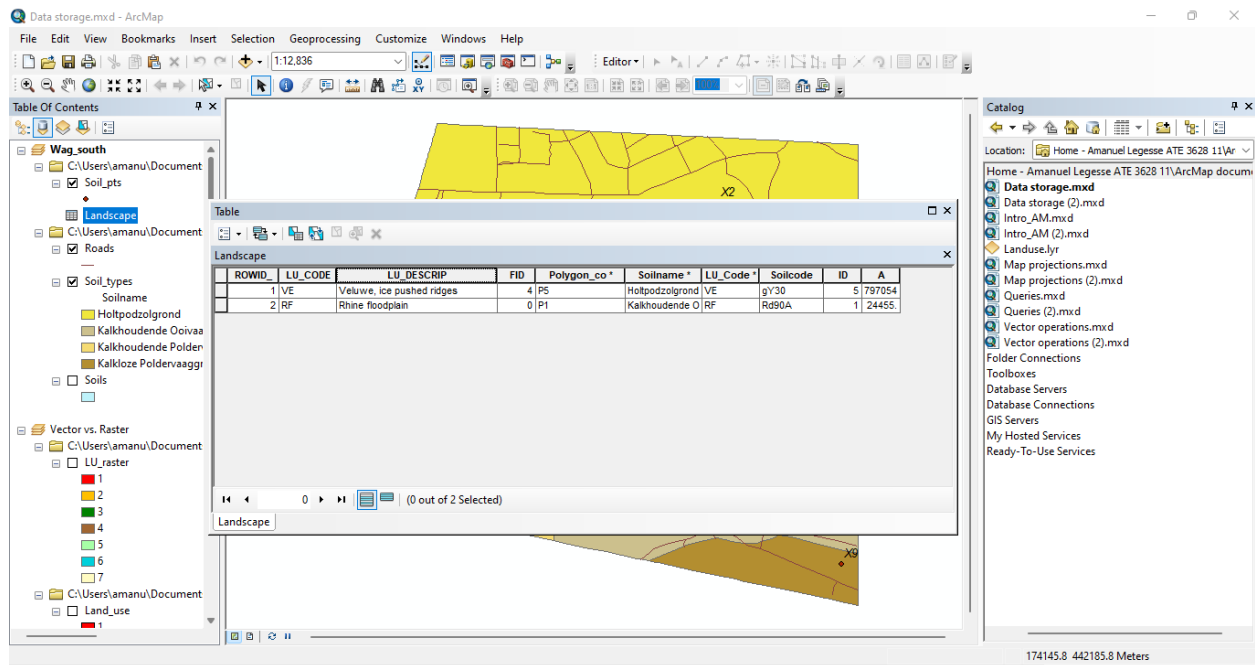 Data storage.mxd - ArcMap
File Edit View Bookmarks Insert Selection Geoprocessing Customize Windows Help
1:12,836
Editor
Table Of Contents
Wag_south
C:\Users\amanu\Document
Soil_pts
Landscape
C:\Users\amanu\Document
Roads
Soil_types
Soilname
Holtpodzolgrond
Kalkhoudende Ooivaa
Kalkhoudende Polder
Kalkloze Poldervaaggr
Soils
Vector vs. Raster
C:\Users\amanu\Document
LU_raster
1
2
3
4
5
6
7
C:\Users\amanu\Document
Land_use
1
X2
Table
Landscape
ROWID_ LU_CODE LU_DESCRIP FID Polygon_co * Soilname * LU_Code * Soilcode ID A
1 VE Veluwe, ice pushed ridges 4 P5 Holtpodzolgrond VE gY30 5 797054
2 RF Rhine floodplain 0 P1 Kalkhoudende O RF Rd90A 1 24455.
0 (0 out of 2 Selected)
Landscape
X9
Catalog
Location: Home - Amanuel Legesse ATE 3628 11\Ar
Home - Amanuel Legesse ATE 3628 11\ArcMap docum
Data storage.mxd
Data storage (2).mxd
Intro_AM.mxd
Intro_AM (2).mxd
Landuse.lyr
Map projections.mxd
Map projections (2).mxd
Queries.mxd
Queries (2).mxd
Vector operations.mxd
Vector operations (2).mxd
Folder Connections
Toolboxes
Database Servers
Database Connections
GIS Servers
My Hosted Services
Ready-To-Use Services
174145.8 442185.8 Meters